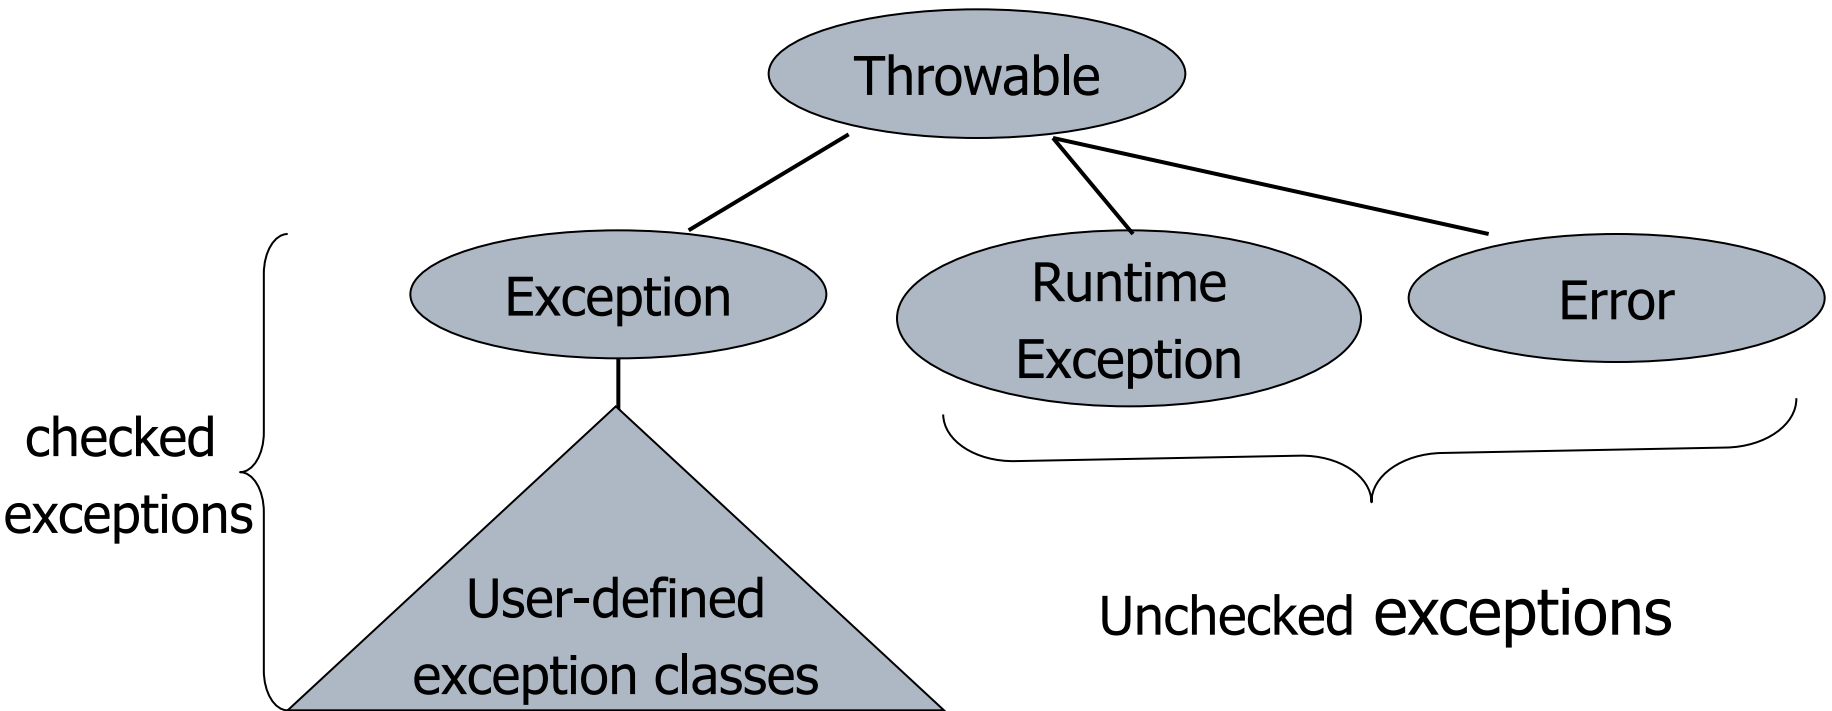 Throwable
Exception
Runtime
Exception
Error
checked
exceptions
User-defined
exception classes
Unchecked exceptions